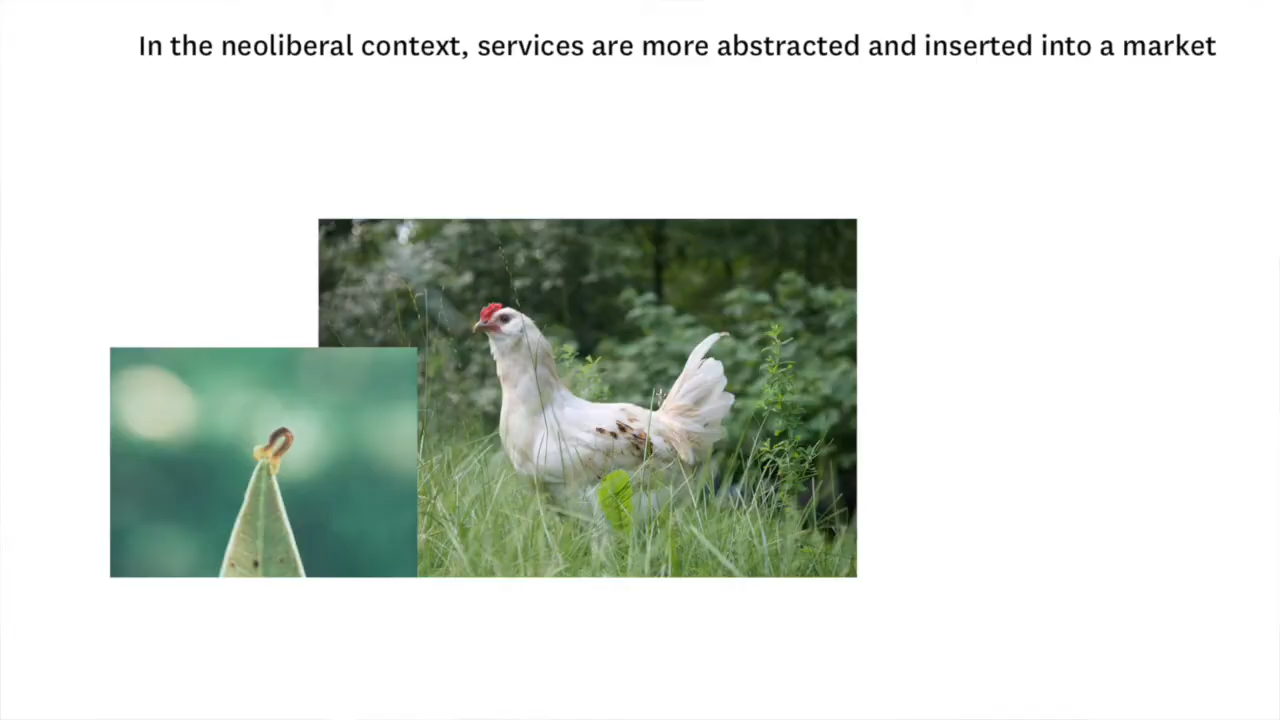 In the neoliberal context, services are more abstracted and inserted into a market